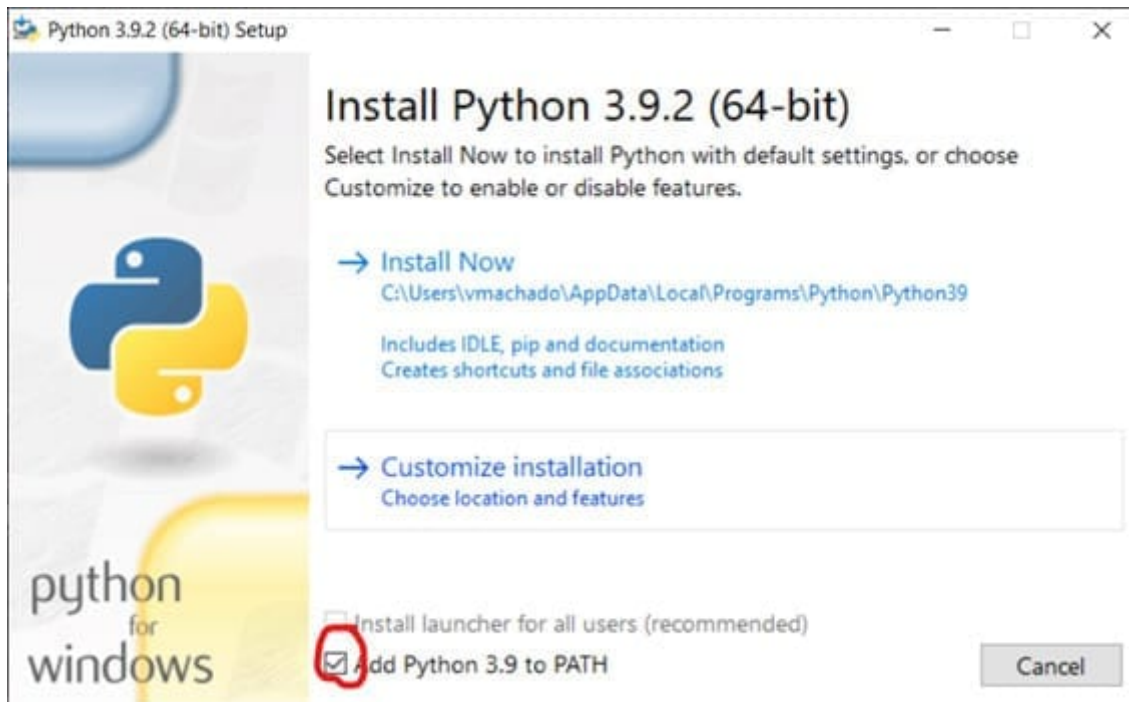 Python 3.9.2 (64-bit) Setup
Install Python 3.9.2 (64-bit)
Select Install Now to install Python with default settings, or choose
Customize to enable or disable features.
Install Now
C:\Users\vmachado\AppData\Local\Programs\Python\Python39
Includes IDLE, pip and documentation
Creates shortcuts and file associations
Customize installation
Choose location and features
python
for
windows
Install launcher for all users (recommended)
Add Python 3.9 to PATH
Cancel